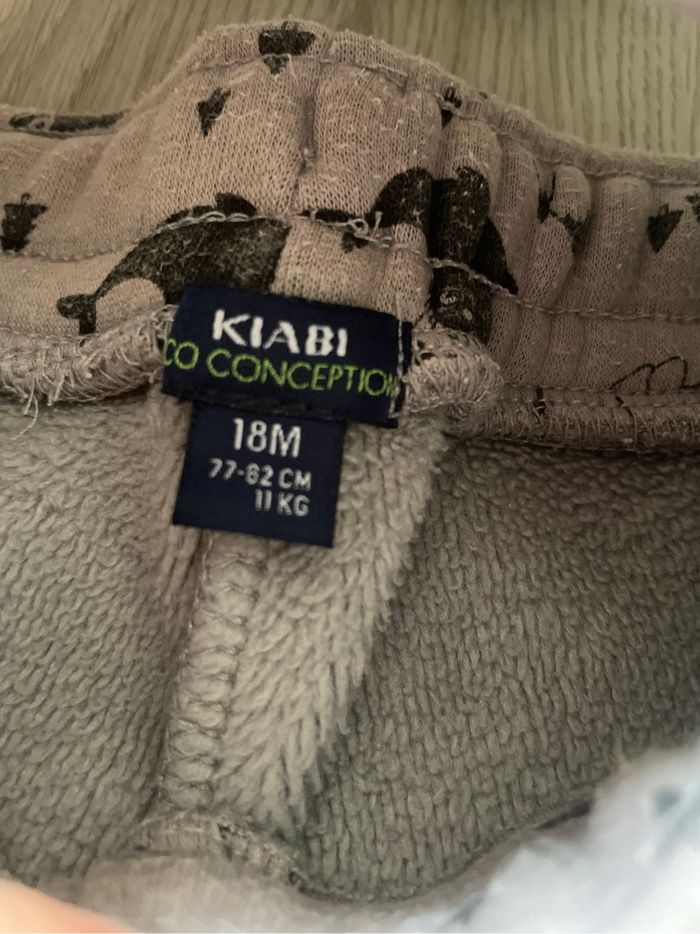 KIABI
CO CONCEPTION
18M
77-82 CM
11 KG